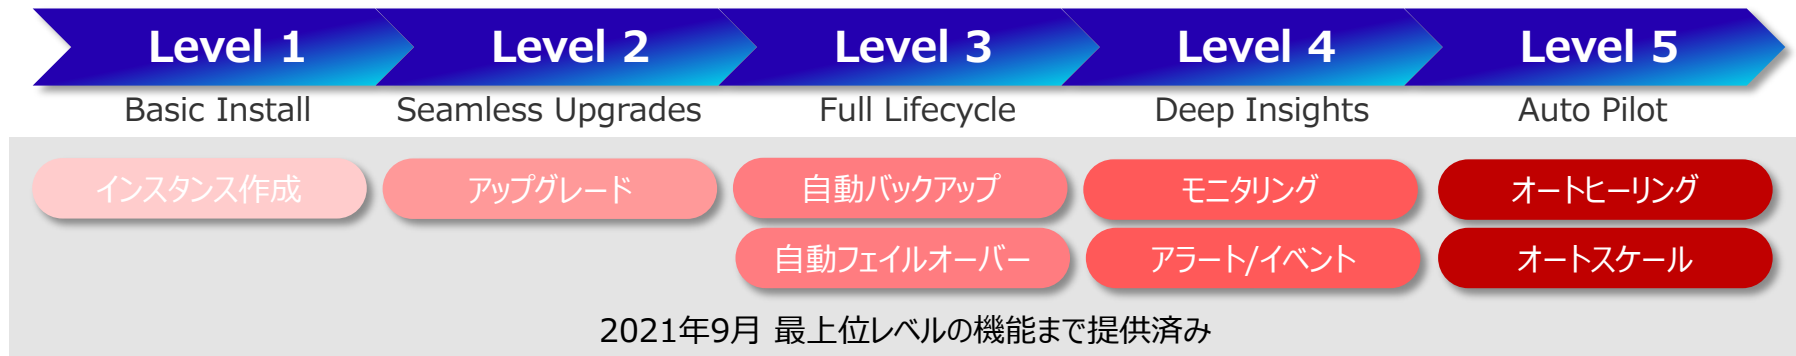 Level 1 Level 2 Level 3 Level 4 Level 5
Basic Install Seamless Upgrades Full Lifecycle Deep Insights Auto Pilot
インスタンス作成 アップグレード 自動バックアップ モニタリング オートヒーリング
自動フェイルオーバー アラート/イベント オートスケール
2021年9月 最上位レベルの機能まで提供済み